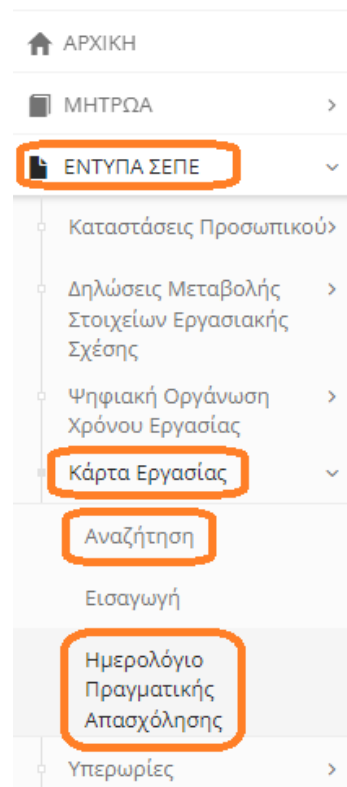 ΑΡΧΙΚΗ
ΜΗΤΡΩΑ
ΕΝΤΥΠΑ ΣΕΠΕ
Καταστάσεις Προσωπικού
Δηλώσεις Μεταβολής
Στοιχείων Εργασιακής
Σχέσης
Ψηφιακή Οργάνωση
Χρόνου Εργασίας
Κάρτα Εργασίας
Αναζήτηση
Εισαγωγή
Ημερολόγιο
Πραγματικής
Απασχόλησης
Υπερωρίες